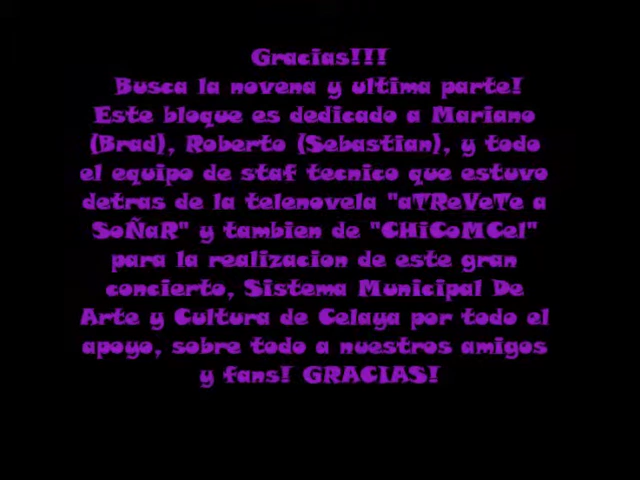 Gracias!!!
Busca la novena y ultima parte!
Este bloque es dedicado a Mariano
(Brad), Roberto (Sebastian), y todo
el equipo de staf tecnico que estuvo
detras de la telenovela "aTReVeTe a
SoÑaR" y tambien de "CHiCoMCel"
para la realizacion de este gran
concierto, Sistema Municipal De
Arte y Cultura de Celaya por todo el
apoyo, sobre todo a nuestros amigos
y fans! GRACIAS!